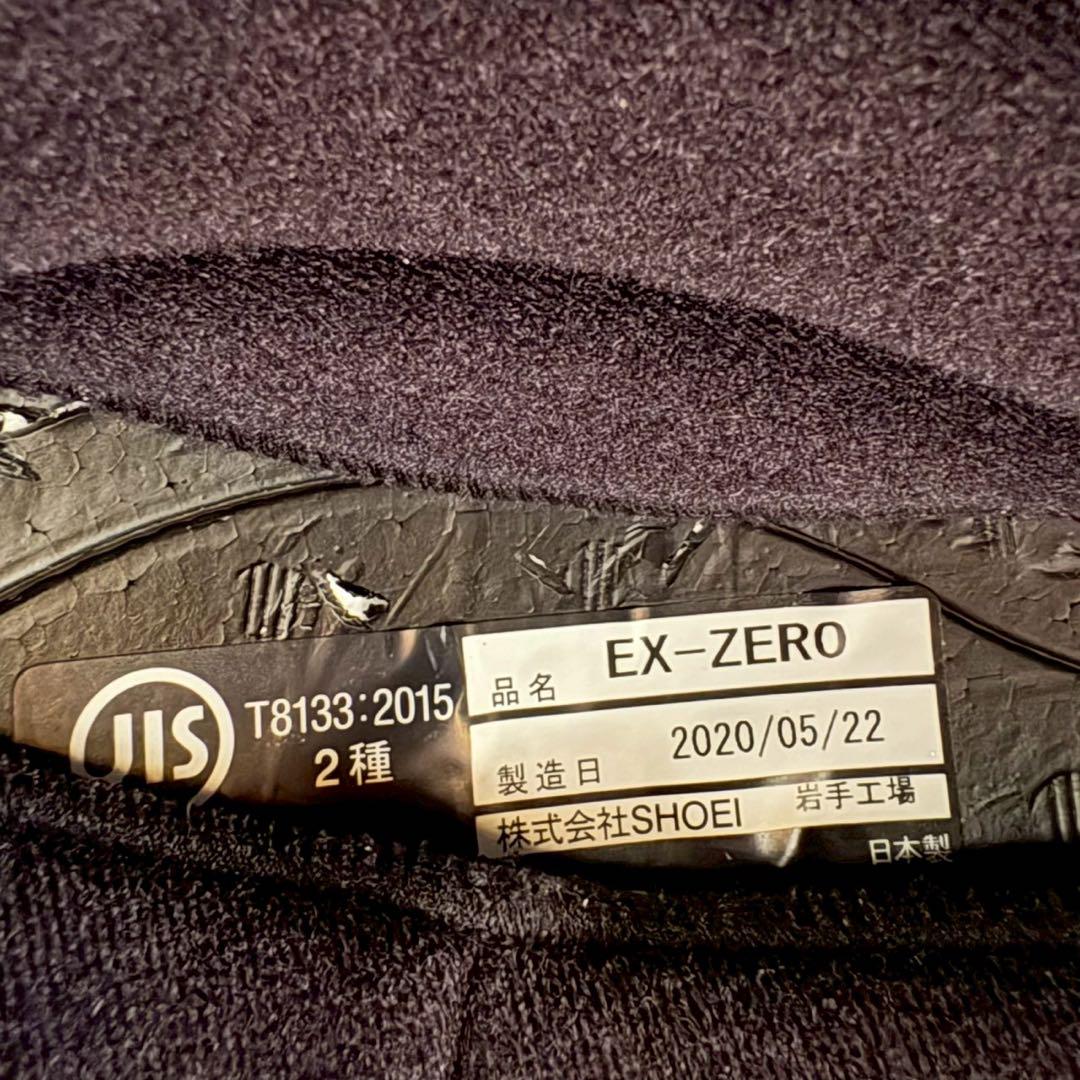 JIS
T8133:2015
2種
品名 EX-ZERO
製造日 2020/05/22
株式会社SHOEI 岩手工場
日本製